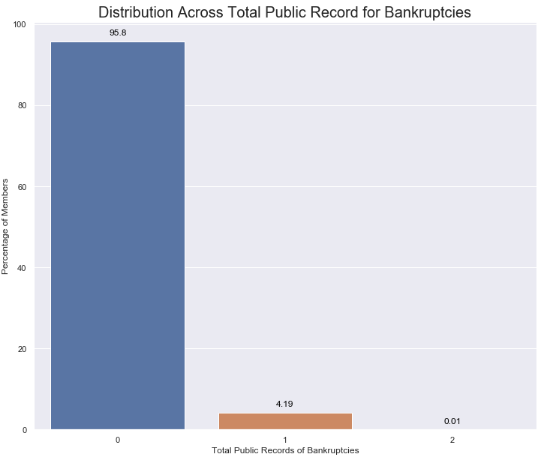 Distribution Across Total Public Record for Bankruptcies
100
95.8
80
60
Percentage of Members
40
20
4.19
0.01
0
0 1 2
Total Public Records of Bankruptcies